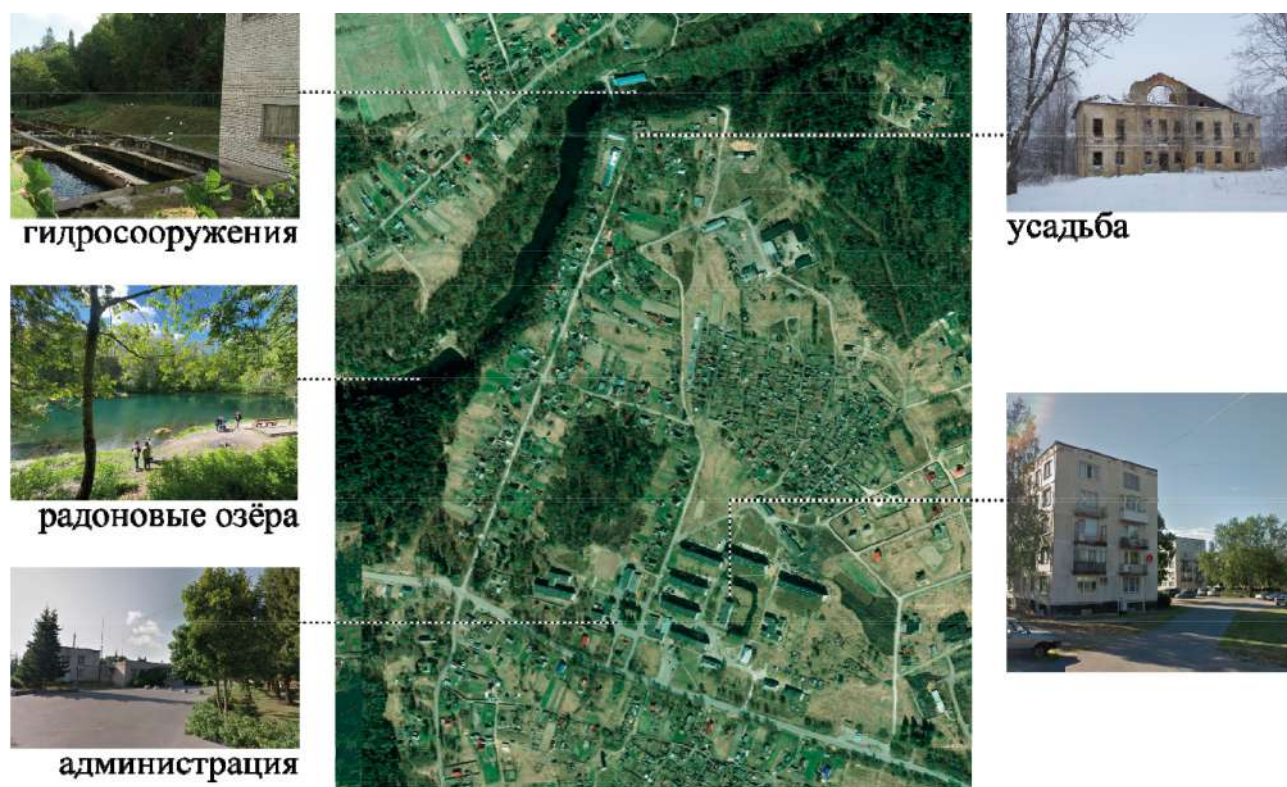 гидросооружения
усадьба
радоновые озёра
администрация